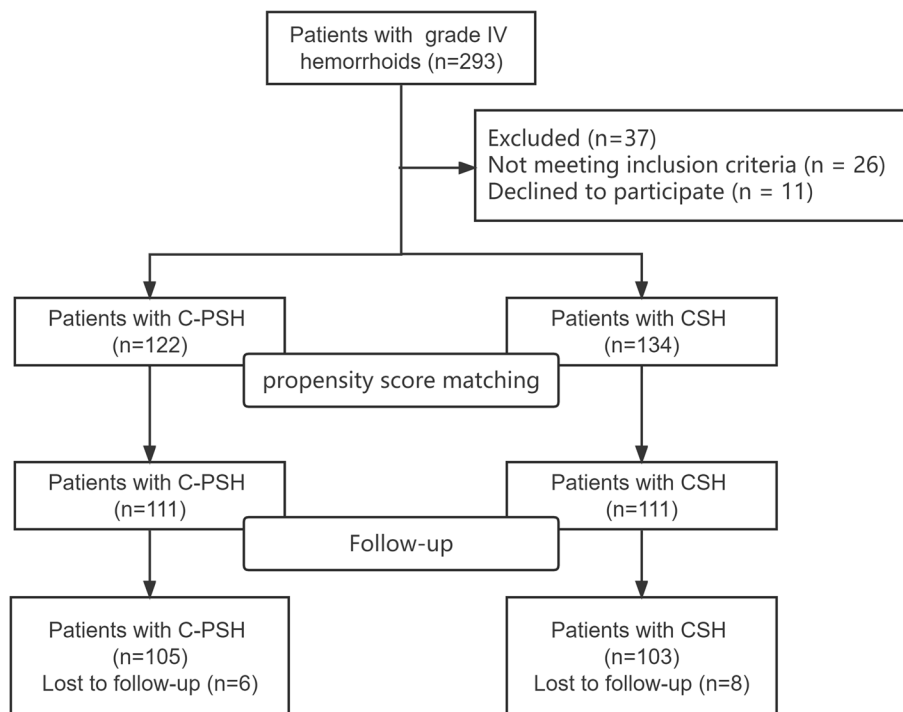 Patients with grade IV
hemorrhoids (n=293)
Excluded (n=37)
Not meeting inclusion criteria (n = 26)
Declined to participate (n = 11)
Patients with C-PSH
(n=122)
Patients with CSH
(n=134)
propensity score matching
Patients with C-PSH
(n=111)
Patients with CSH
(n=111)
Follow-up
Patients with C-PSH
(n=105)
Lost to follow-up (n=6)
Patients with CSH
(n=103)
Lost to follow-up (n=8)